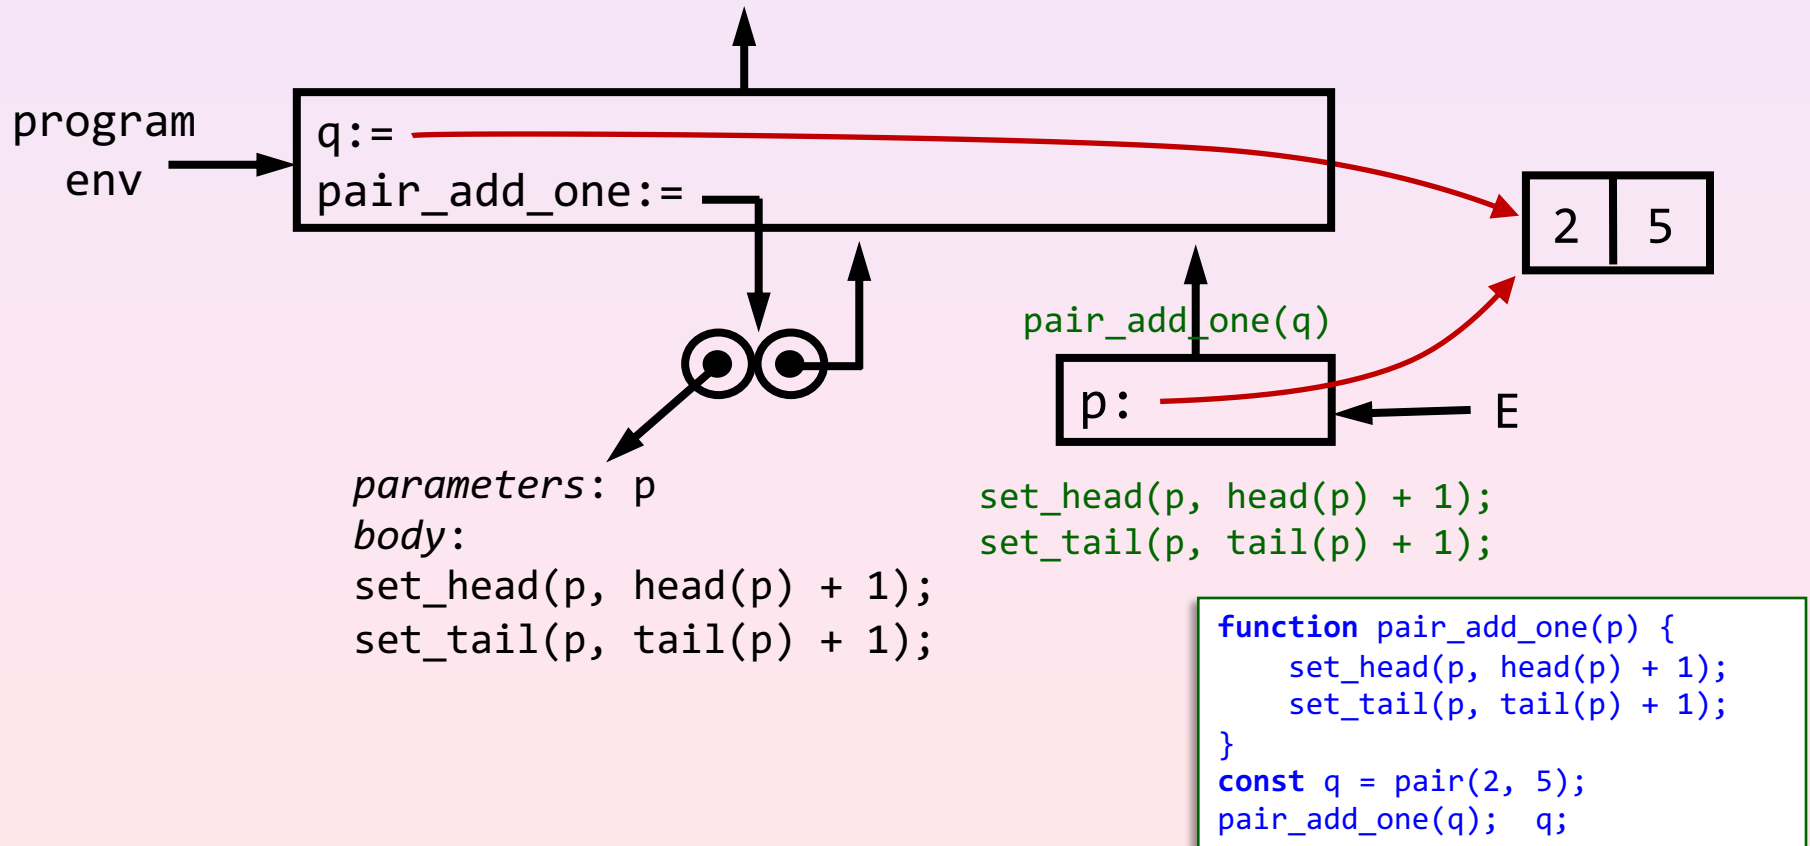 program
env
q:=
pair_add_one:=
2 5
pair_add_one(q)
p:
E
parameters: p
body:
set_head(p, head(p) + 1);
set_tail(p, tail(p) + 1);
set_head(p, head(p) + 1);
set_tail(p, tail(p) + 1);
function pair_add_one(p) {
    set_head(p, head(p) + 1);
    set_tail(p, tail(p) + 1);
}
const q = pair(2, 5);
pair_add_one(q);  q;